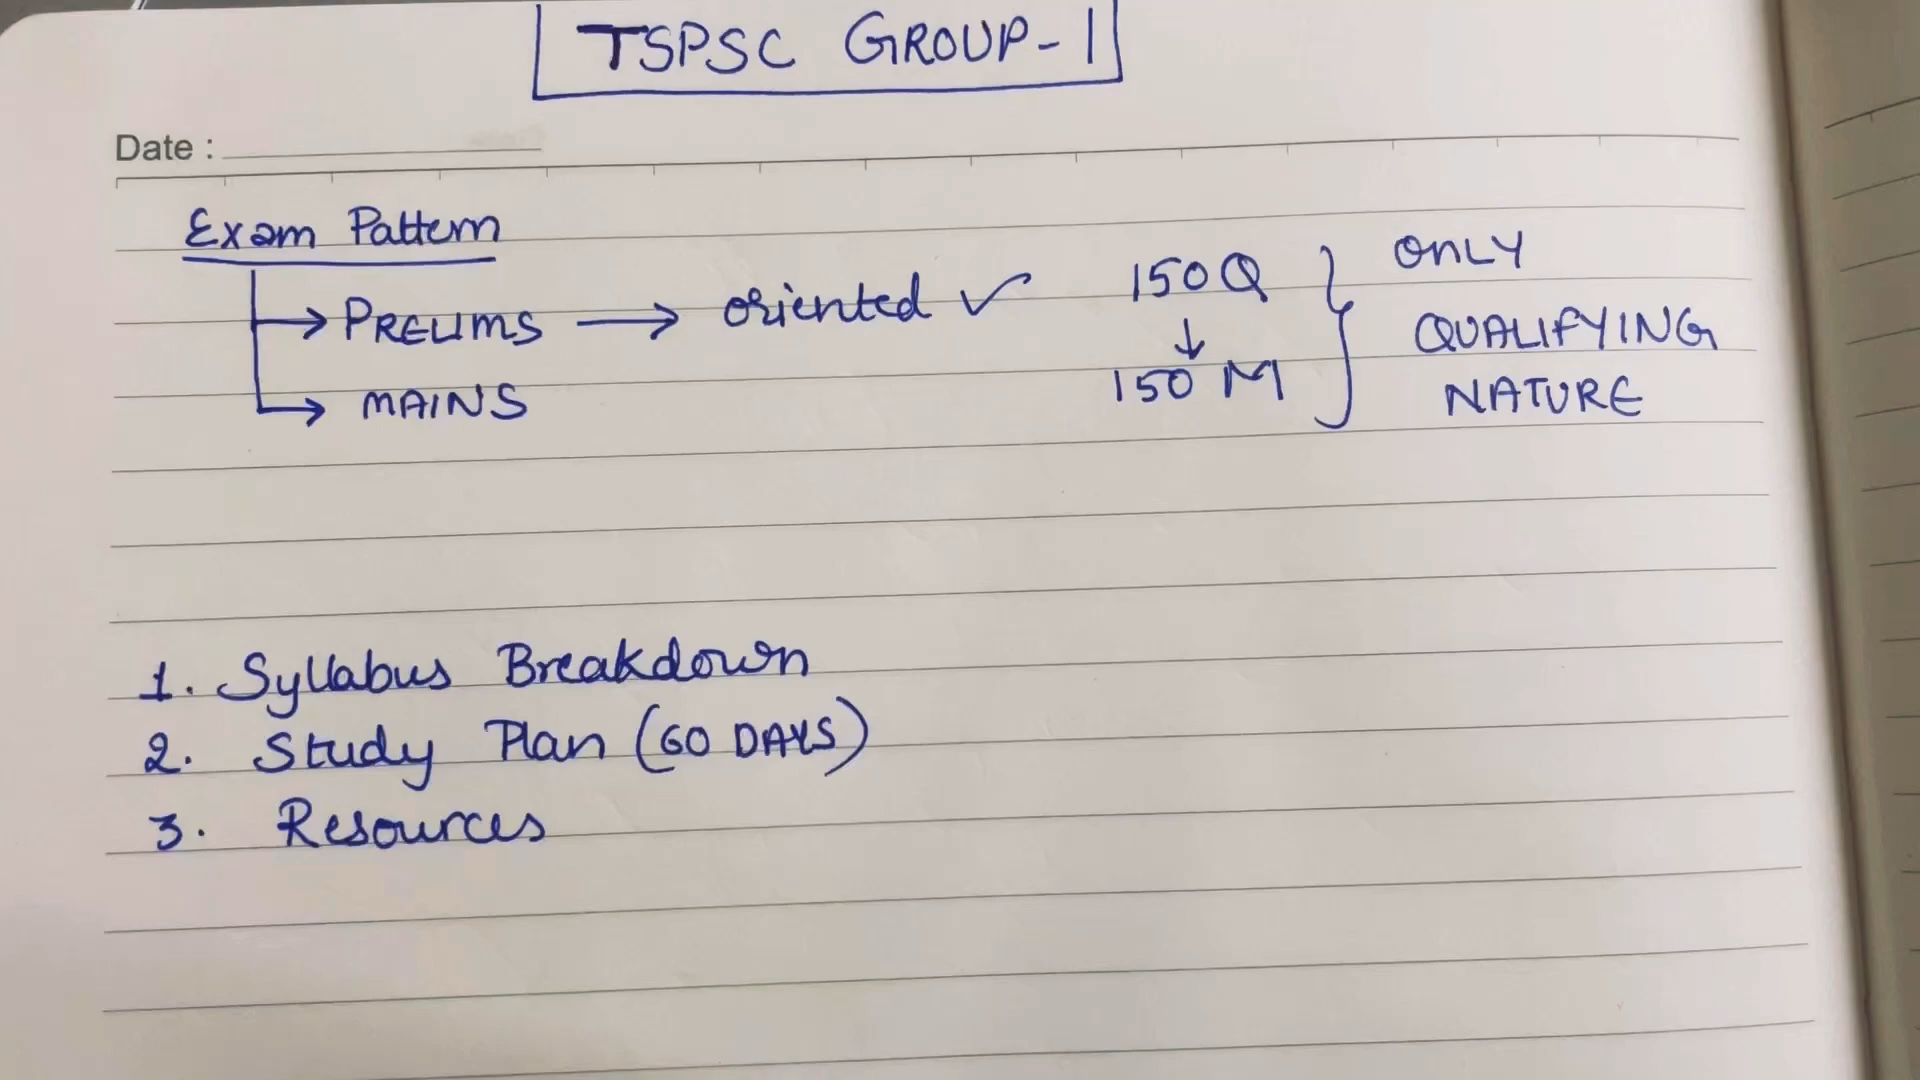 TSPSC GROUP-1
Date :
Exam Pattern
→ PRELIMS → oriented ✓ 150Q
↓
150 M
ONLY
QUALIFYING
NATURE
→ MAINS
1. Syllabus Breakdown
2. Study Plan (60 DAYS)
3. Resources